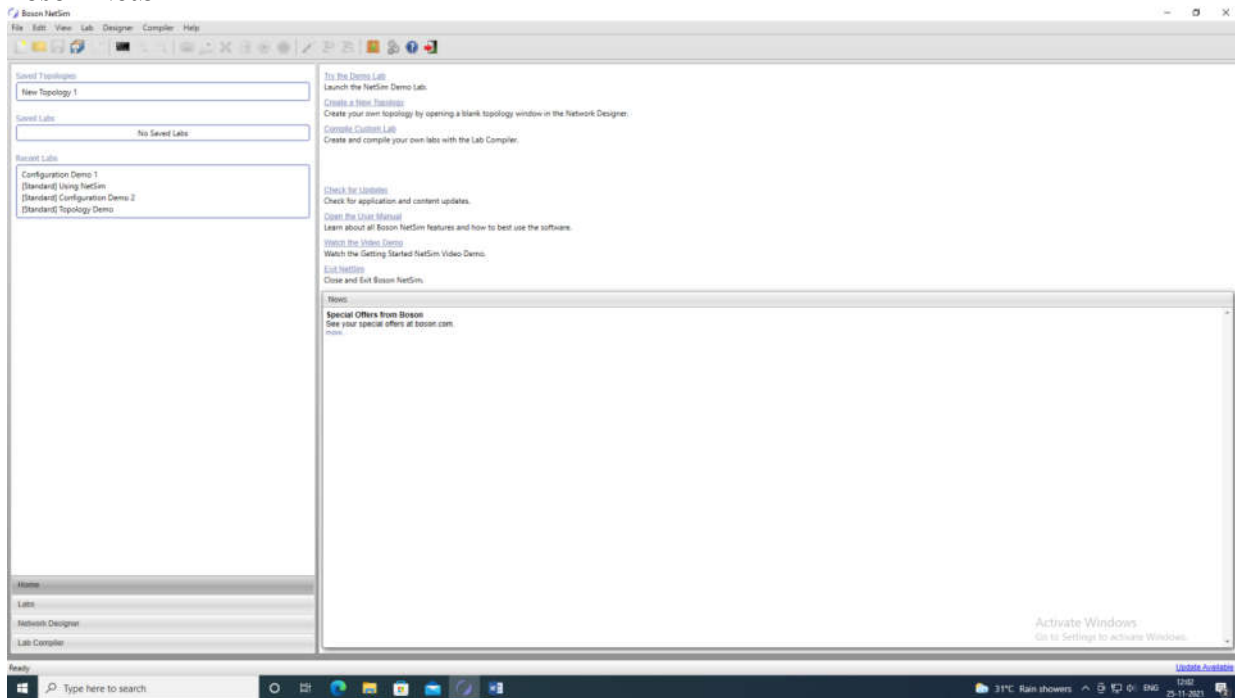 Boson NetSim
File Edit View Lab Designer Compiler Help
Saved Topologies
New Topology 1
Saved Labs
No Saved Labs
Recent Labs
Configuration Demo 1
[Standard] Using NetSim
[Standard] Configuration Demo 2
[Standard] Topology Demo
Home
Labs
Network Designer
Lab Compiler
Try the Demo Lab
Launch the NetSim Demo Lab.
Create a New Topology
Create your own topology by opening a blank topology window in the Network Designer.
Compile Custom Lab
Create and compile your own labs with the Lab Compiler.
Check for Updates
Check for application and content updates.
Open the User Manual
Learn about all Boson NetSim features and how to best use the software.
Watch the Video Demo
Watch the Getting Started NetSim Video Demo.
Exit NetSim
Close and Exit Boson NetSim.
News
Special Offers from Boson
See your special offers at boson.com.
more...
Activate Windows
Go to Settings to activate Windows.
Ready
Update Available
Type here to search
31°C Rain showers
ENG
12:02
25-11-2021